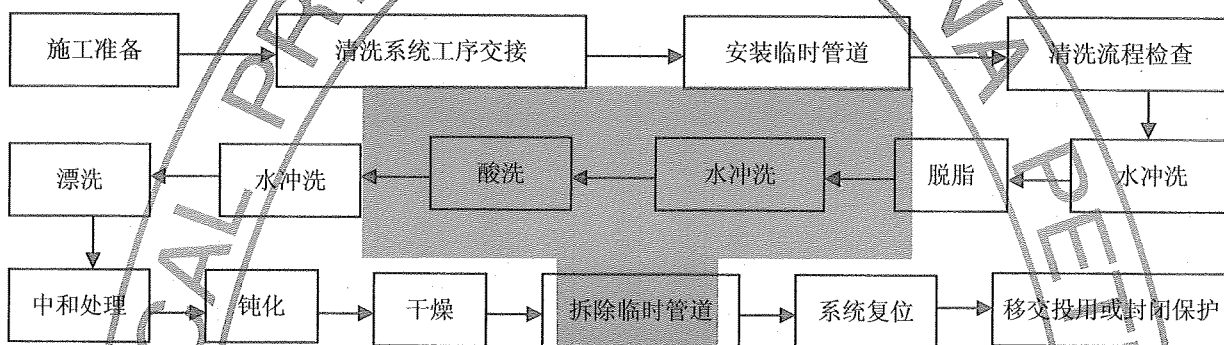 施工准备 清洗系统工序交接 安装临时管道 清洗流程检查
漂洗 水冲洗 酸洗 水冲洗 脱脂 水冲洗
中和处理 钝化 干燥 拆除临时管道 系统复位 移交投用或封闭保护